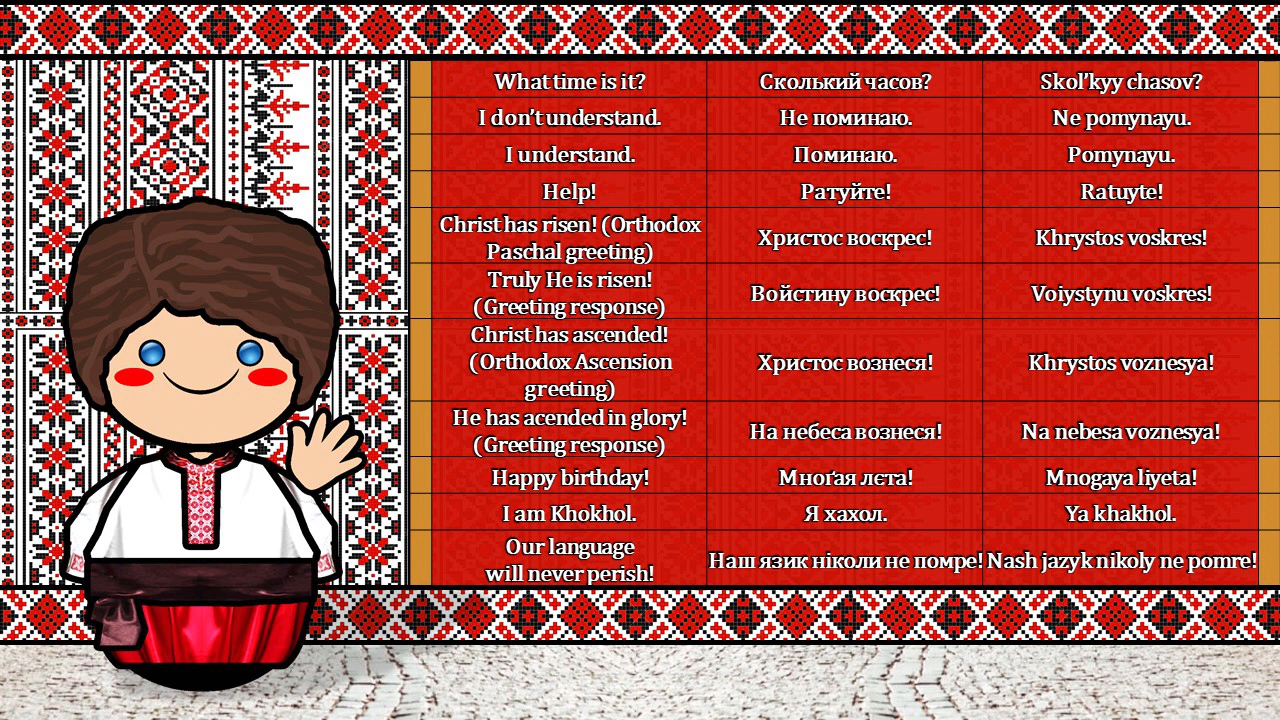 What time is it? Сколький часов? Skol’kyy chasov?
I don’t understand. Не поминаю. Ne pomynayu.
I understand. Поминаю. Pomynayu.
Help! Ратуйте! Ratuyte!
Christ has risen! (Orthodox
Paschal greeting) Христос воскрес! Khrystos voskres!
Truly He is risen!
(Greeting response) Войстину воскрес! Voiystynu voskres!
Christ has ascended!
(Orthodox Ascension
greeting) Христос вознеся! Khrystos voznesya!
He has acended in glory!
(Greeting response) На небеса вознеся! Na nebesa voznesya!
Happy birthday! Мноґая лєта! Mnogaya liyeta!
I am Khokhol. Я хахол. Ya khakhol.
Our language
will never perish! Наш язик ніколи не помре! Nash jazyk nikoly ne pomre!